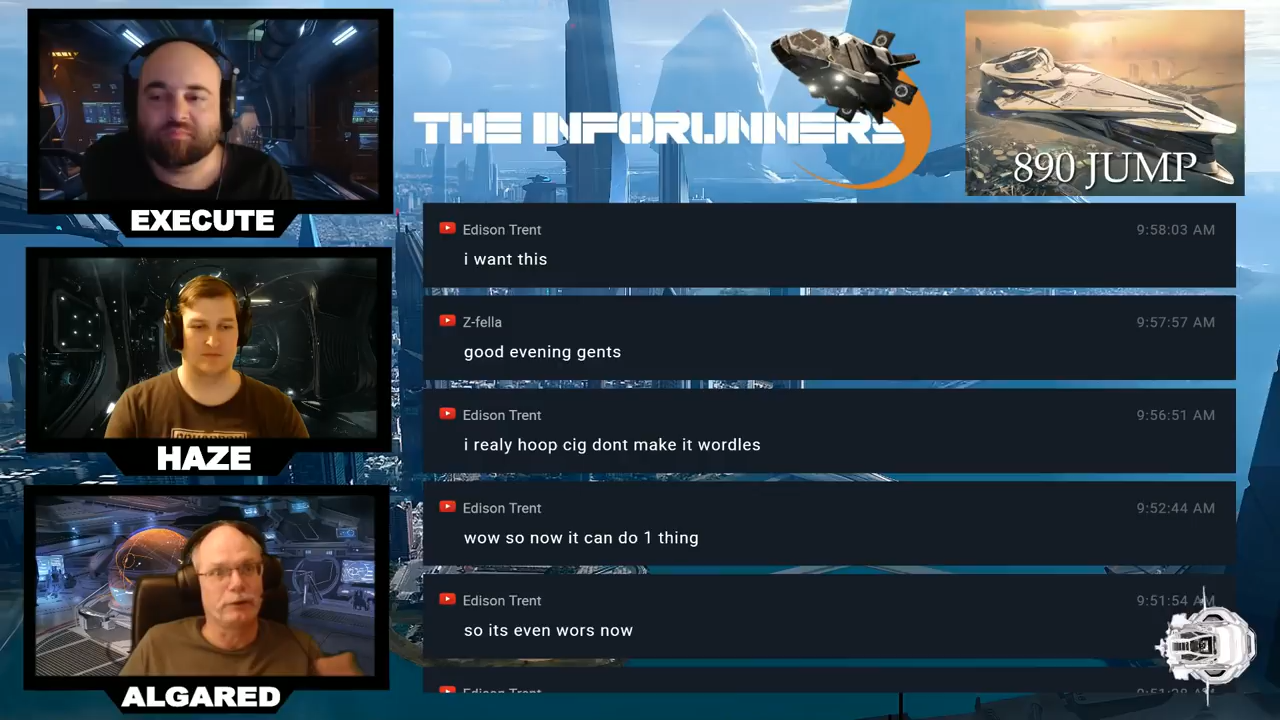 THE INFORUNNERS
890 JUMP
EXECUTE
HAZE
ALGARED
Edison Trent 9:58:03 AM
i want this
Z-fella 9:57:57 AM
good evening gents
Edison Trent 9:56:51 AM
i realy hoop cig dont make it wordles
Edison Trent 9:52:44 AM
wow so now it can do 1 thing
Edison Trent 9:51:54 AM
so its even wors now
Edison Trent